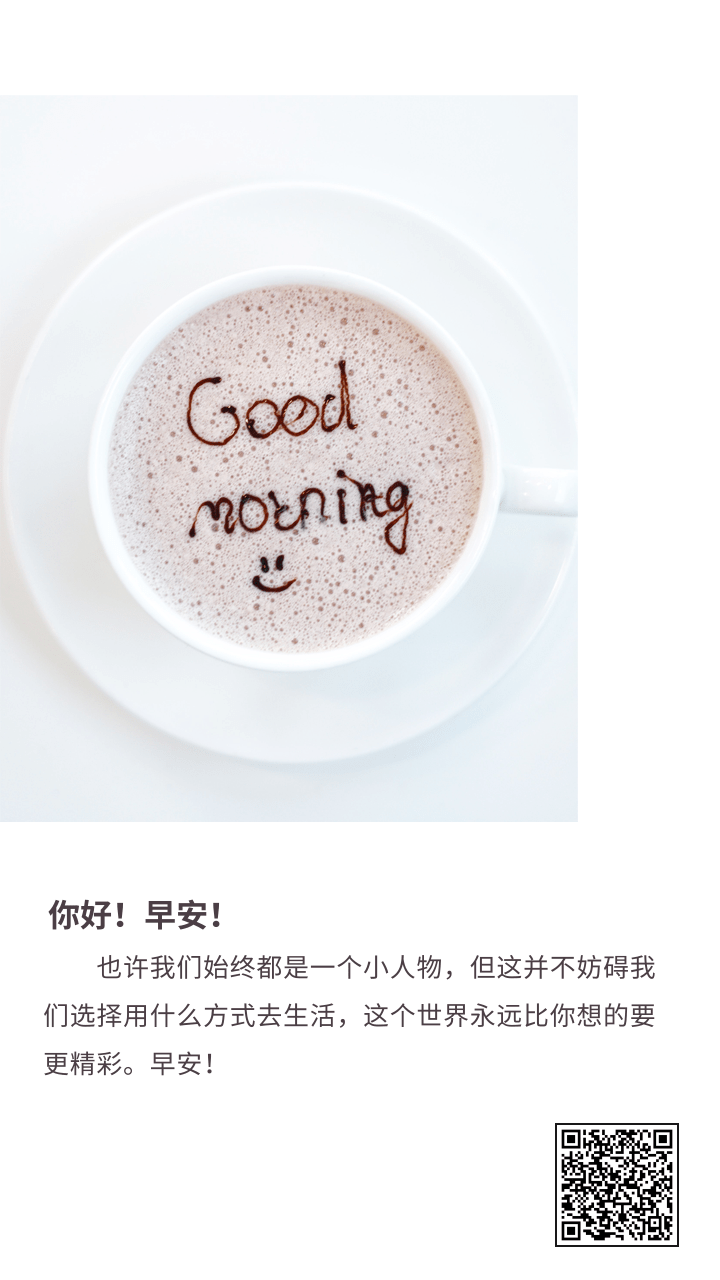 Good
morning
你好！早安！
也许我们始终都是一个小人物，但这并不妨碍我
们选择用什么方式去生活，这个世界永远比你想的要
更精彩。早安！